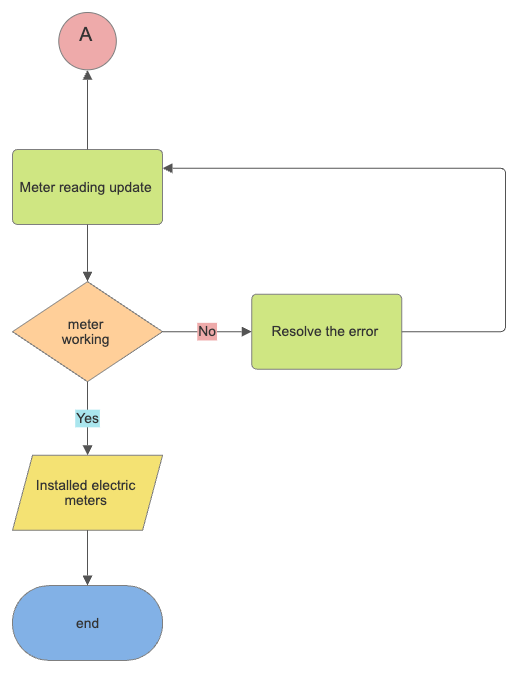 A
Meter reading update
meter
working
No
Resolve the error
Yes
Installed electric
meters
end